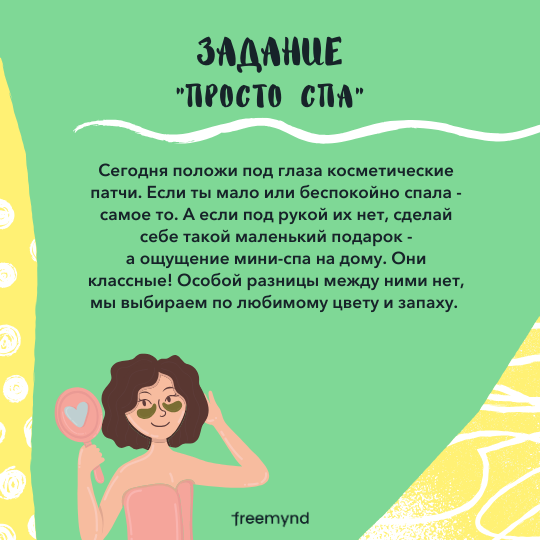 ЗАДАНИЕ
"ПРОСТО СПА"
Сегодня положи под глаза косметические
патчи. Если ты мало или беспокойно спала -
самое то. А если под рукой их нет, сделай
себе такой маленький подарок -
а ощущение мини-спа на дому. Они
классные! Особой разницы между ними нет,
мы выбираем по любимому цвету и запаху.
freemynd